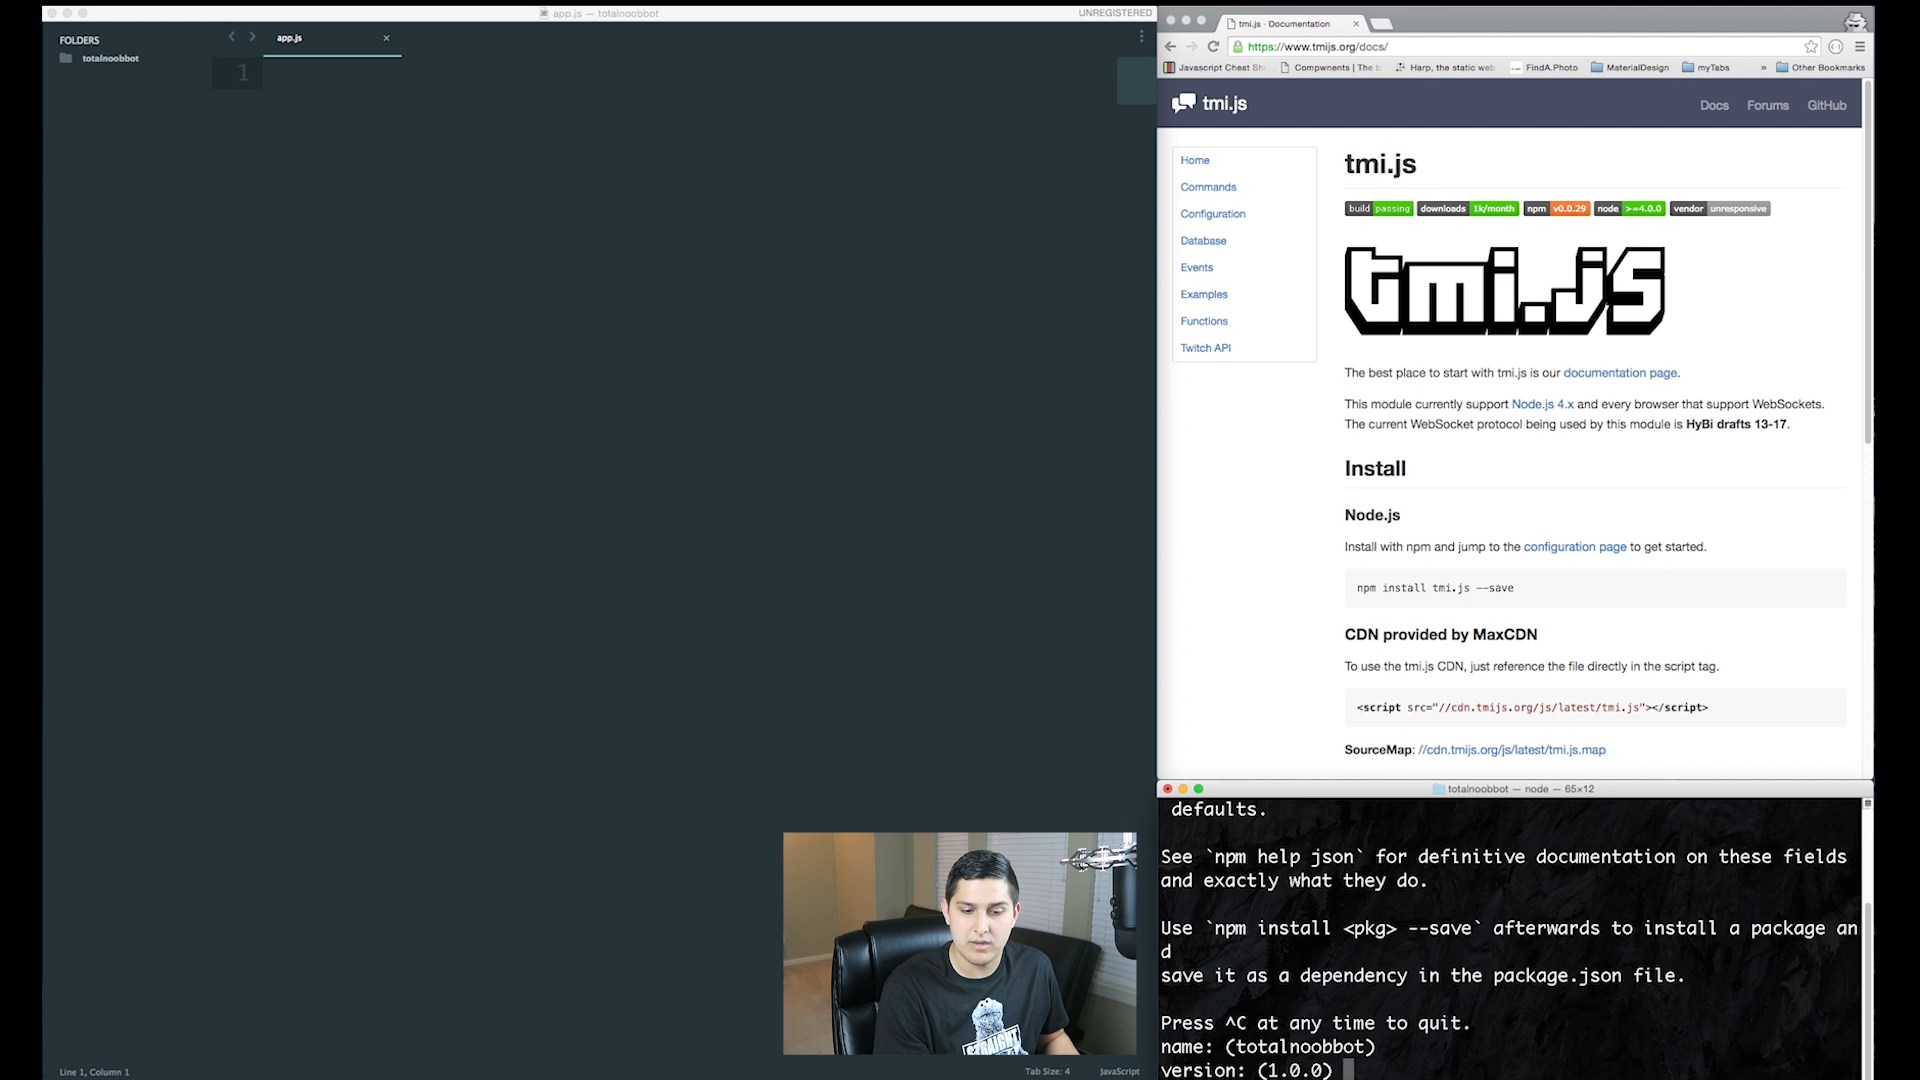 app.js — totalnoobbot
UNREGISTERED
FOLDERS
totalnoobbot
app.js
1
Line 1, Column 1
Tab Size: 4
JavaScript
tmi.js · Documentation
https://www.tmijs.org/docs/
Javascript Cheat Sh
Compwnents | The b
Harp, the static web
FindA.Photo
MaterialDesign
myTabs
»
Other Bookmarks
tmi.js
Docs
Forums
GitHub
Home
Commands
Configuration
Database
Events
Examples
Functions
Twitch API
tmi.js
build passing downloads 1k/month npm v0.0.29 node >=4.0.0 vendor unresponsive
tmi.js
The best place to start with tmi.js is our documentation page.
This module currently support Node.js 4.x and every browser that support WebSockets.
The current WebSocket protocol being used by this module is HyBi drafts 13-17.
Install
Node.js
Install with npm and jump to the configuration page to get started.
npm install tmi.js --save
CDN provided by MaxCDN
To use the tmi.js CDN, just reference the file directly in the script tag.
<script src="//cdn.tmijs.org/js/latest/tmi.js"></script>
SourceMap: //cdn.tmijs.org/js/latest/tmi.js.map
totalnoobbot — node — 65×12
defaults.
See `npm help json` for definitive documentation on these fields
and exactly what they do.
Use `npm install <pkg> --save` afterwards to install a package an
d
save it as a dependency in the package.json file.
Press ^C at any time to quit.
name: (totalnoobbot)
version: (1.0.0)
STRAIGHT